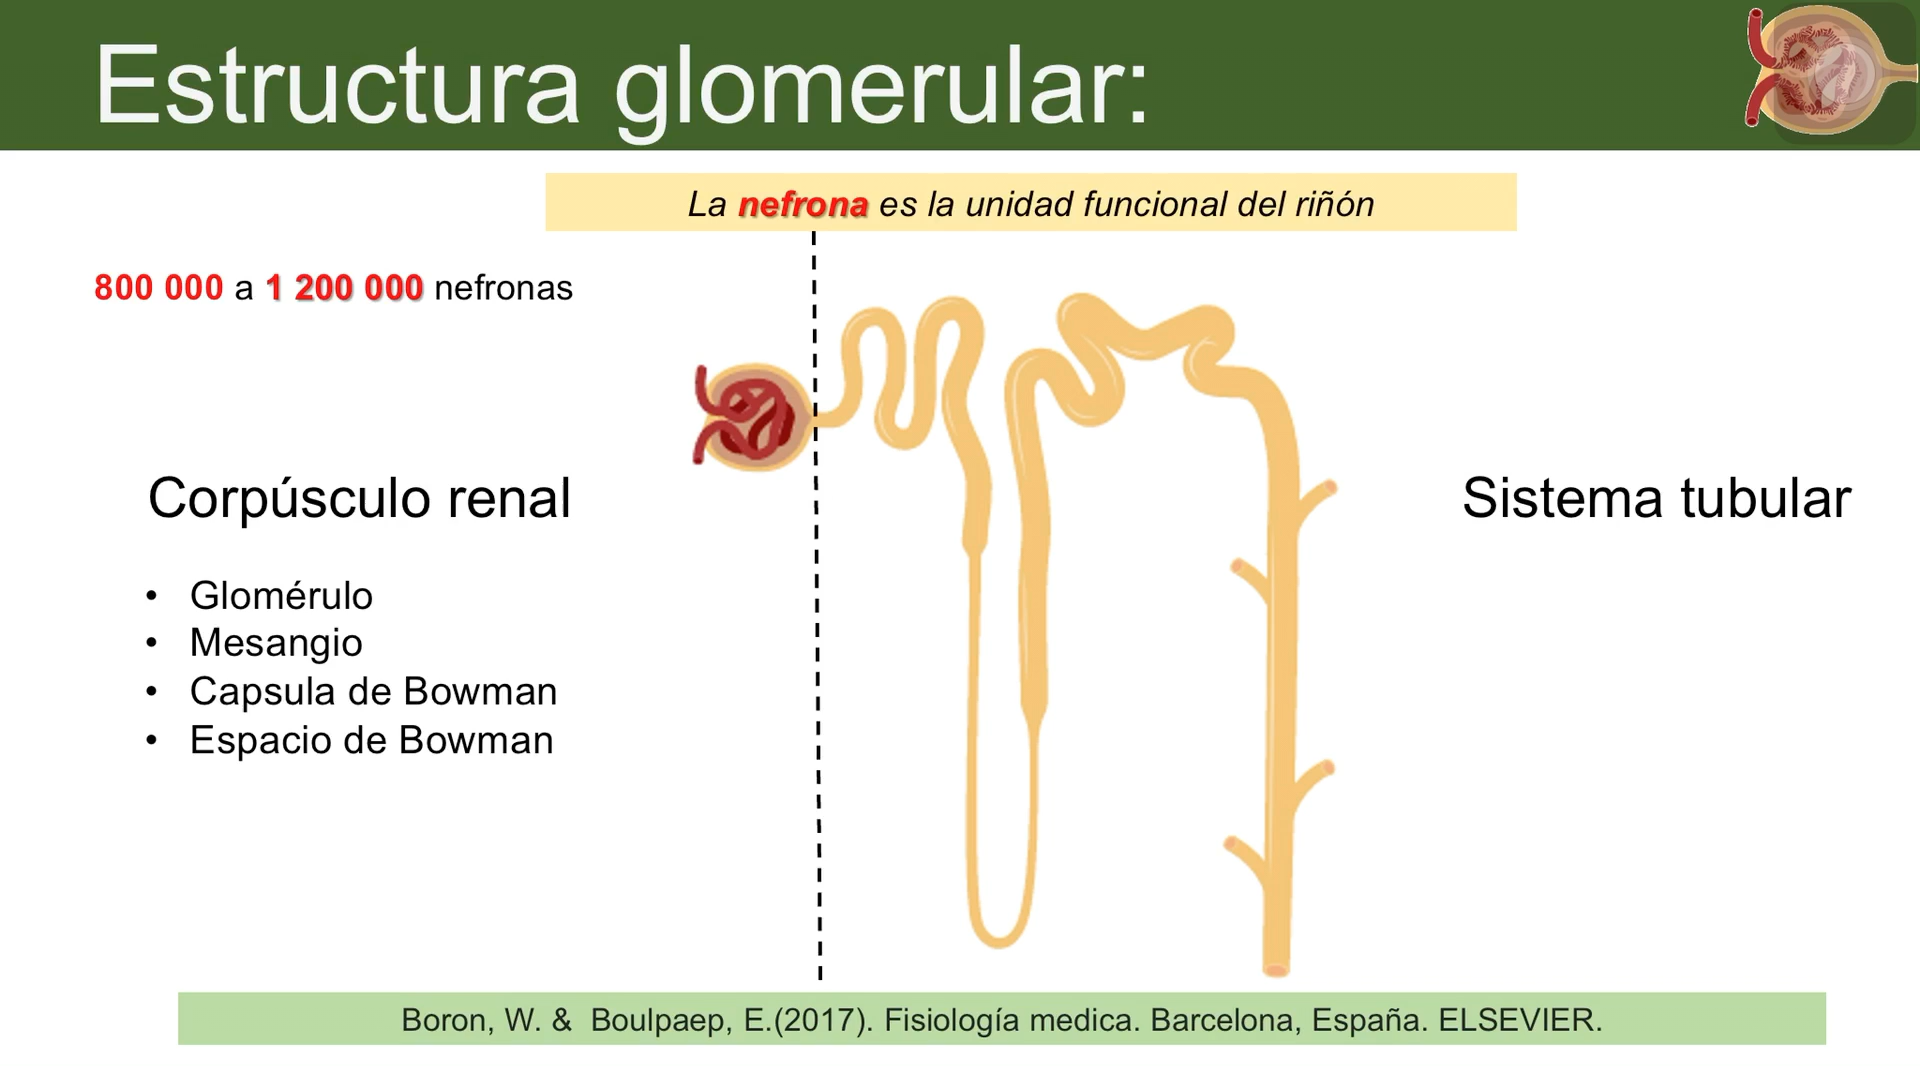 Estructura glomerular:
La nefrona es la unidad funcional del riñón
800 000 a 1 200 000 nefronas
Corpúsculo renal
• Glomérulo
• Mesangio
• Capsula de Bowman
• Espacio de Bowman
Sistema tubular
Boron, W. &  Boulpaep, E.(2017). Fisiología medica. Barcelona, España. ELSEVIER.